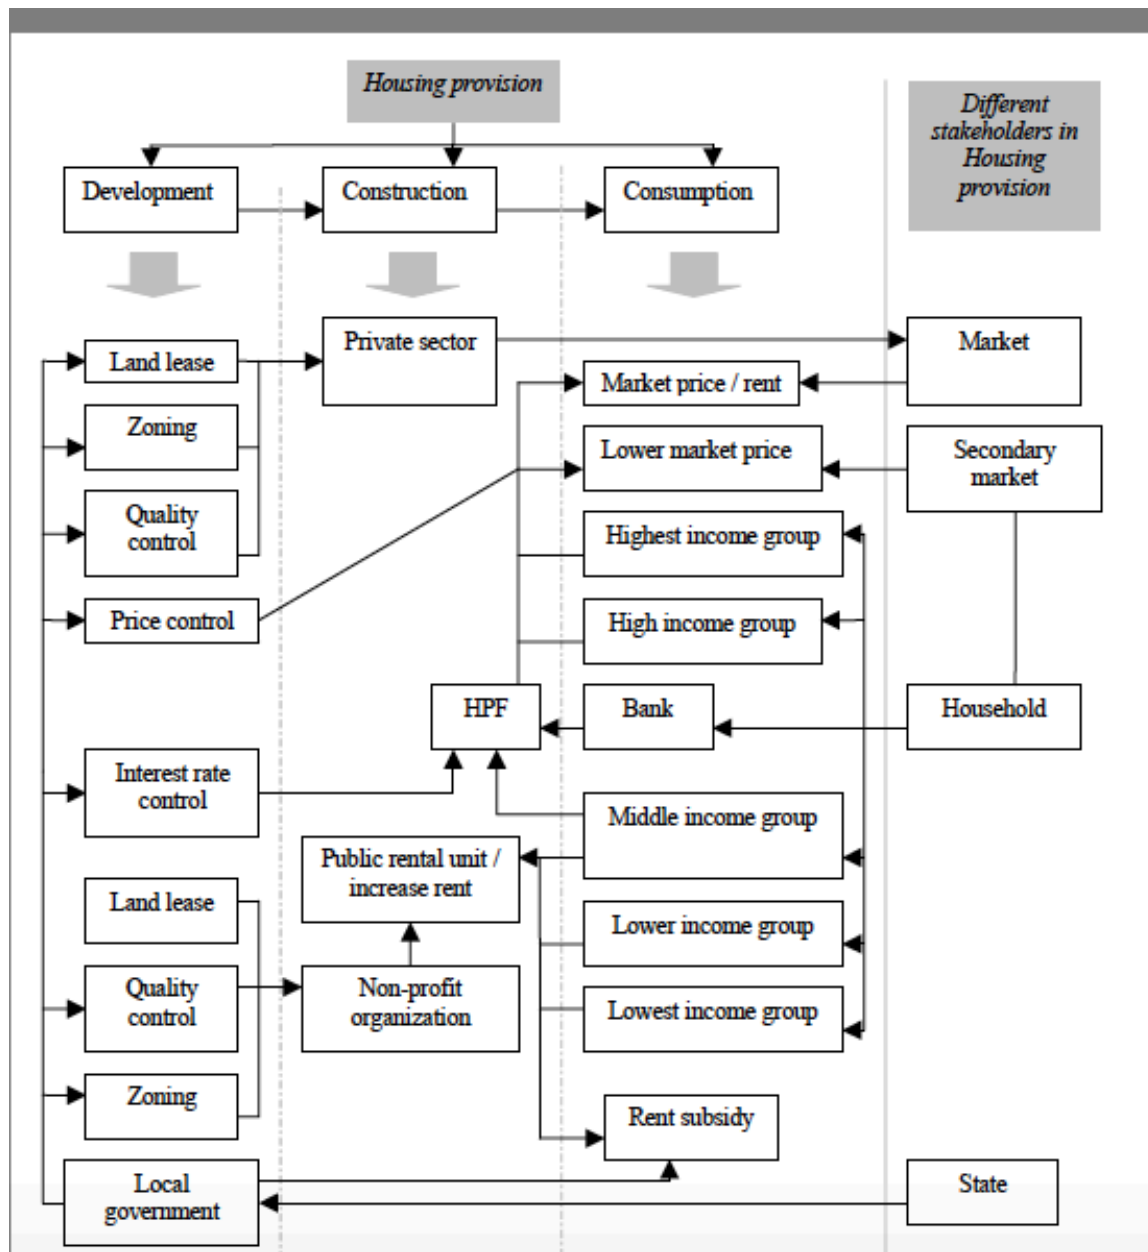 Housing provision
Different
stakeholders in
Housing
provision
Development
Construction
Consumption
Land lease
Private sector
Market
Market price / rent
Zoning
Lower market price
Secondary
market
Quality
control
Highest income group
Price control
High income group
HPF
Bank
Household
Interest rate
control
Middle income group
Public rental unit /
increase rent
Land lease
Lower income group
Quality
control
Non-profit
organization
Lowest income group
Zoning
Rent subsidy
Local
government
State